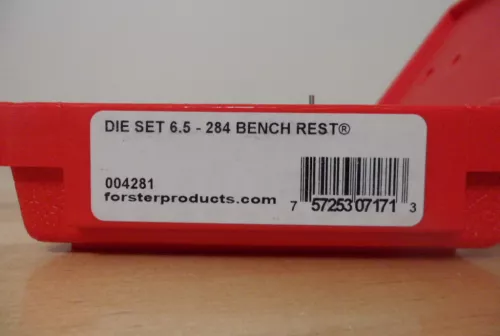 DIE SET 6.5 - 284 BENCH REST®
004281
forsterproducts.com
7 57253 07171 3